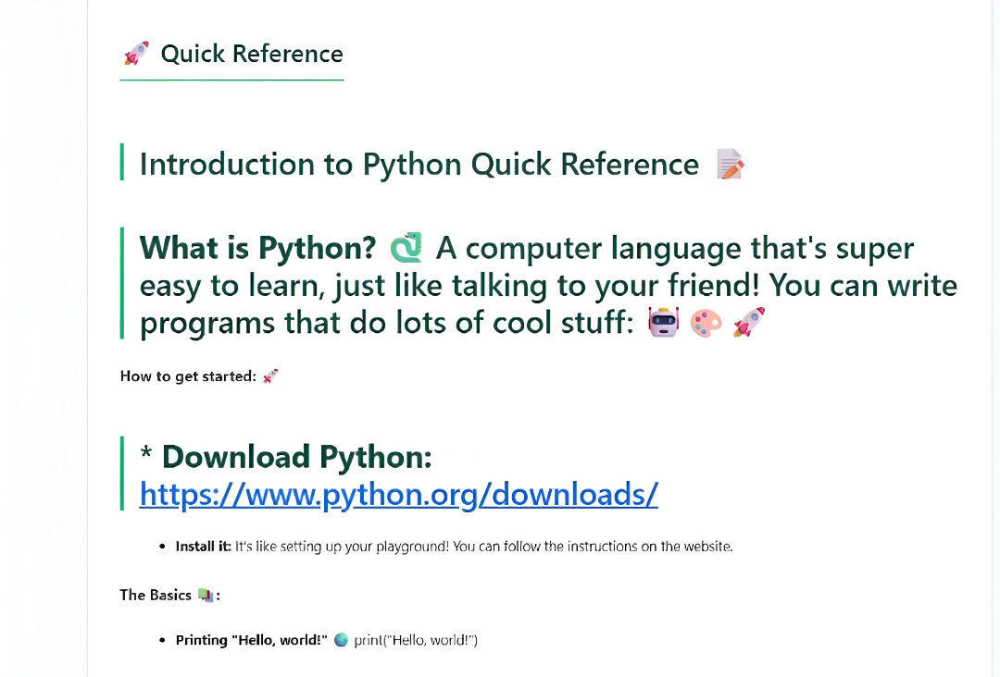 🚀 Quick Reference
Introduction to Python Quick Reference 📝
What is Python? 🐍 A computer language that's super
easy to learn, just like talking to your friend! You can write
programs that do lots of cool stuff: 🤖 🎨 🚀
How to get started: 🚀
* Download Python:
https://www.python.org/downloads/
• Install it: It's like setting up your playground! You can follow the instructions on the website.
The Basics 📚:
• Printing "Hello, world!" 🌍 print("Hello, world!")